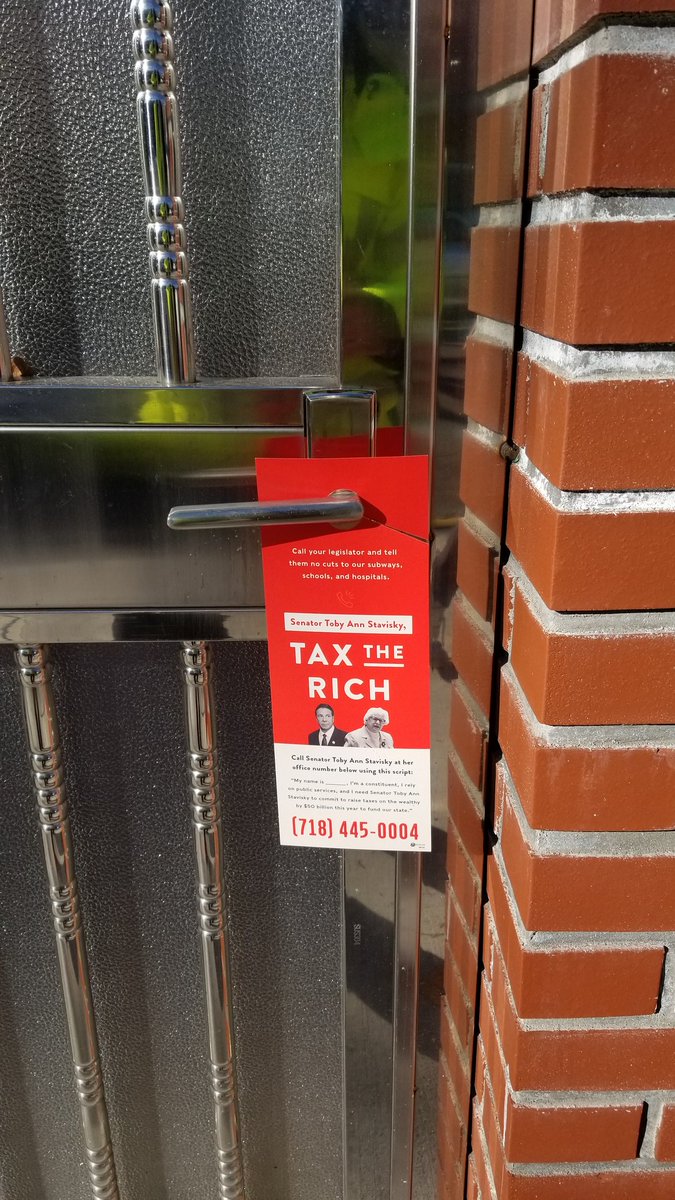 Call your legislator and tell
them no cuts to our subways,
schools, and hospitals.
Senator Toby Ann Stavisky,
TAX THE
RICH
Call Senator Toby Ann Stavisky at her
office number below using this script:
"My name is ______, I'm a constituent, I rely
on public services, and I need Senator Toby Ann
Stavisky to commit to raise taxes on the wealthy
by $50 billion this year to fund our state."
(718) 445-0004